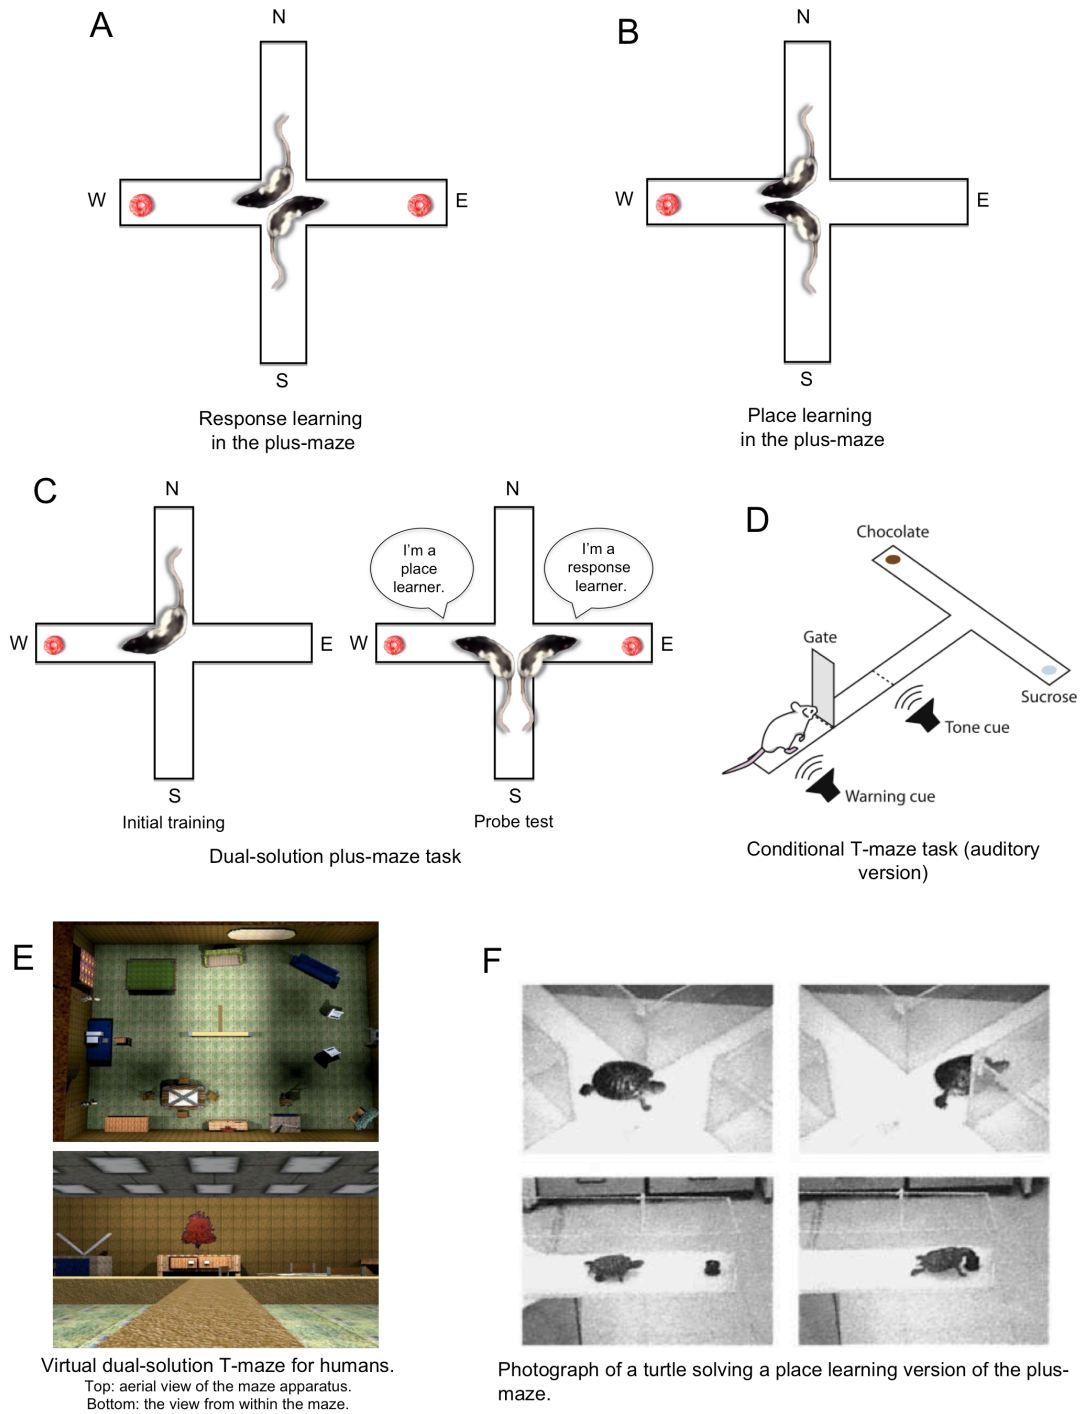 A
N
W
E
S
Response learning
in the plus-maze
B
N
W
E
S
Place learning
in the plus-maze
C
N
W
E
S
Initial training
N
I'm a
place
learner.
I'm a
response
learner.
W
E
S
Probe test
Dual-solution plus-maze task
D
Chocolate
Gate
Sucrose
Tone cue
Warning cue
Conditional T-maze task (auditory
version)
E
Virtual dual-solution T-maze for humans.
Top: aerial view of the maze apparatus.
Bottom: the view from within the maze.
F
Photograph of a turtle solving a place learning version of the plus-
maze.